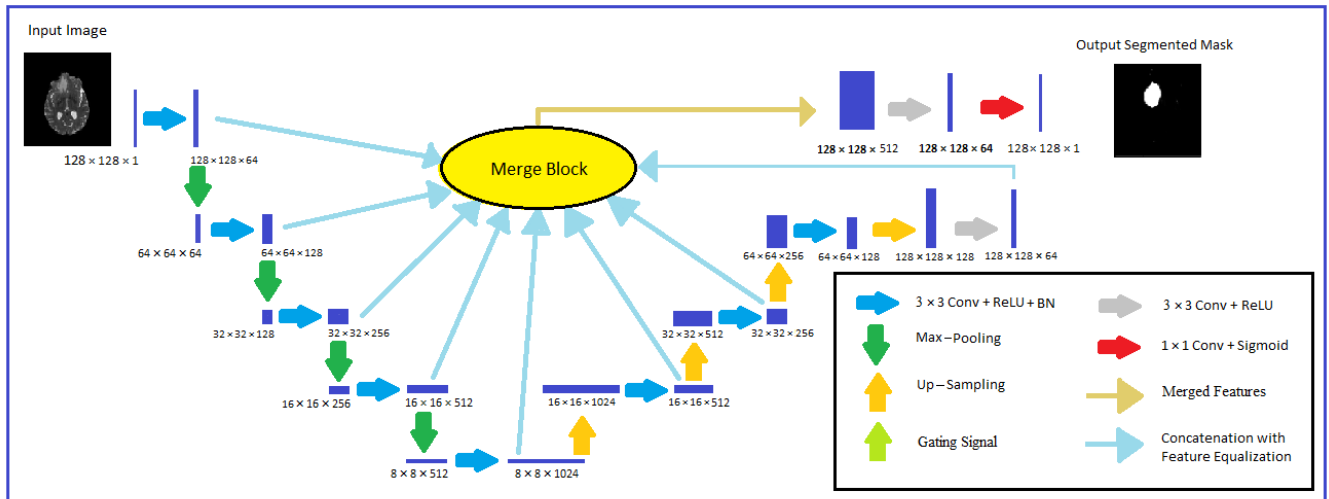 Input Image
128 × 128 × 1
128 × 128 × 64
64 × 64 × 64
64 × 64 × 128
32 × 32 × 128
32 × 32 × 256
16 × 16 × 256
16 × 16 × 512
8 × 8 × 512
8 × 8 × 1024
16 × 16 × 1024
16 × 16 × 512
32 × 32 × 512
32 × 32 × 256
64 × 64 × 256
64 × 64 × 128
128 × 128 × 128
128 × 128 × 64
Merge Block
128 × 128 × 512
128 × 128 × 64
128 × 128 × 1
Output Segmented Mask
3 × 3 Conv + ReLU + BN
Max–Pooling
Up – Sampling
Gating Signal
3 × 3 Conv + ReLU
1 × 1 Conv + Sigmoid
Merged Features
Concatenation with
Feature Equalization